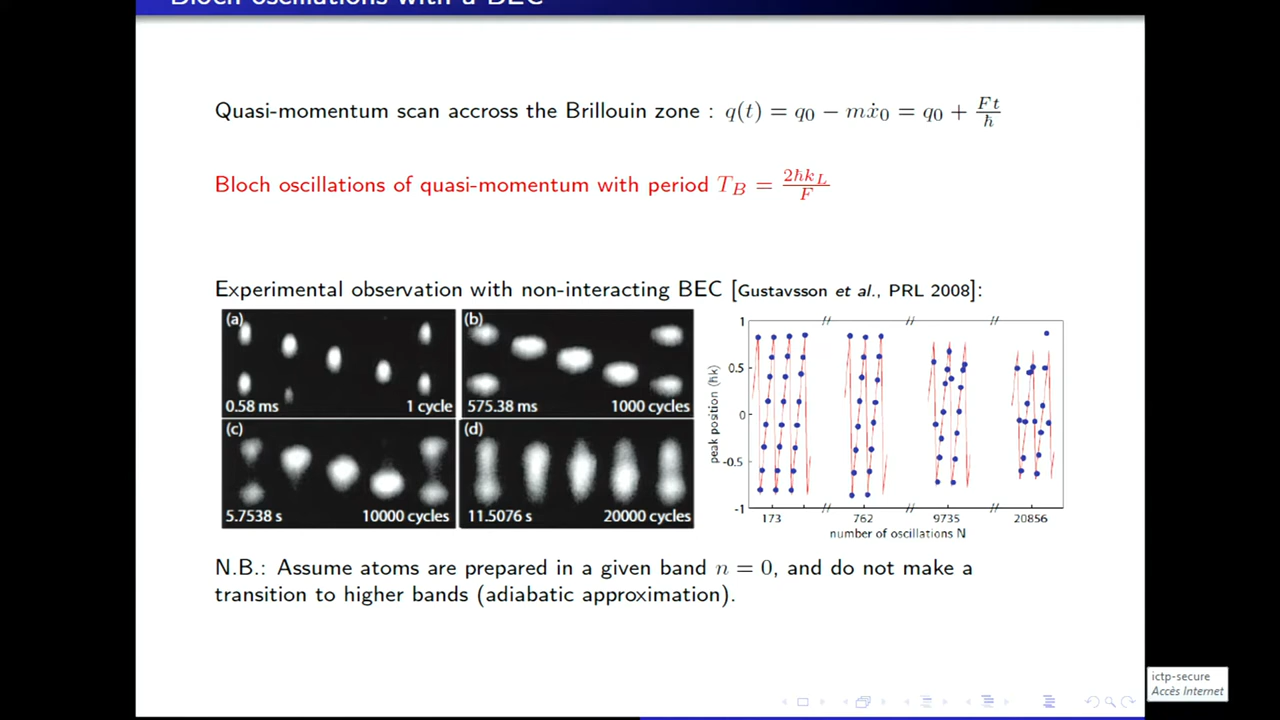 Bloch oscillations with a BEC
Quasi-momentum scan accross the Brillouin zone : q(t) = q₀ − mẋ₀ = q₀ + Ft/ħ
Bloch oscillations of quasi-momentum with period T_B = 2ħk_L/F
Experimental observation with non-interacting BEC [Gustavsson et al., PRL 2008]:
(a)
0.58 ms 1 cycle
(b)
575.38 ms 1000 cycles
(c)
5.7538 s 10000 cycles
(d)
11.5076 s 20000 cycles
peak position (ħk)
1
0.5
0
-0.5
-1
173 762 9735 20856
number of oscillations N
N.B.: Assume atoms are prepared in a given band n = 0, and do not make a
transition to higher bands (adiabatic approximation).
ictp-secure
Accès Internet